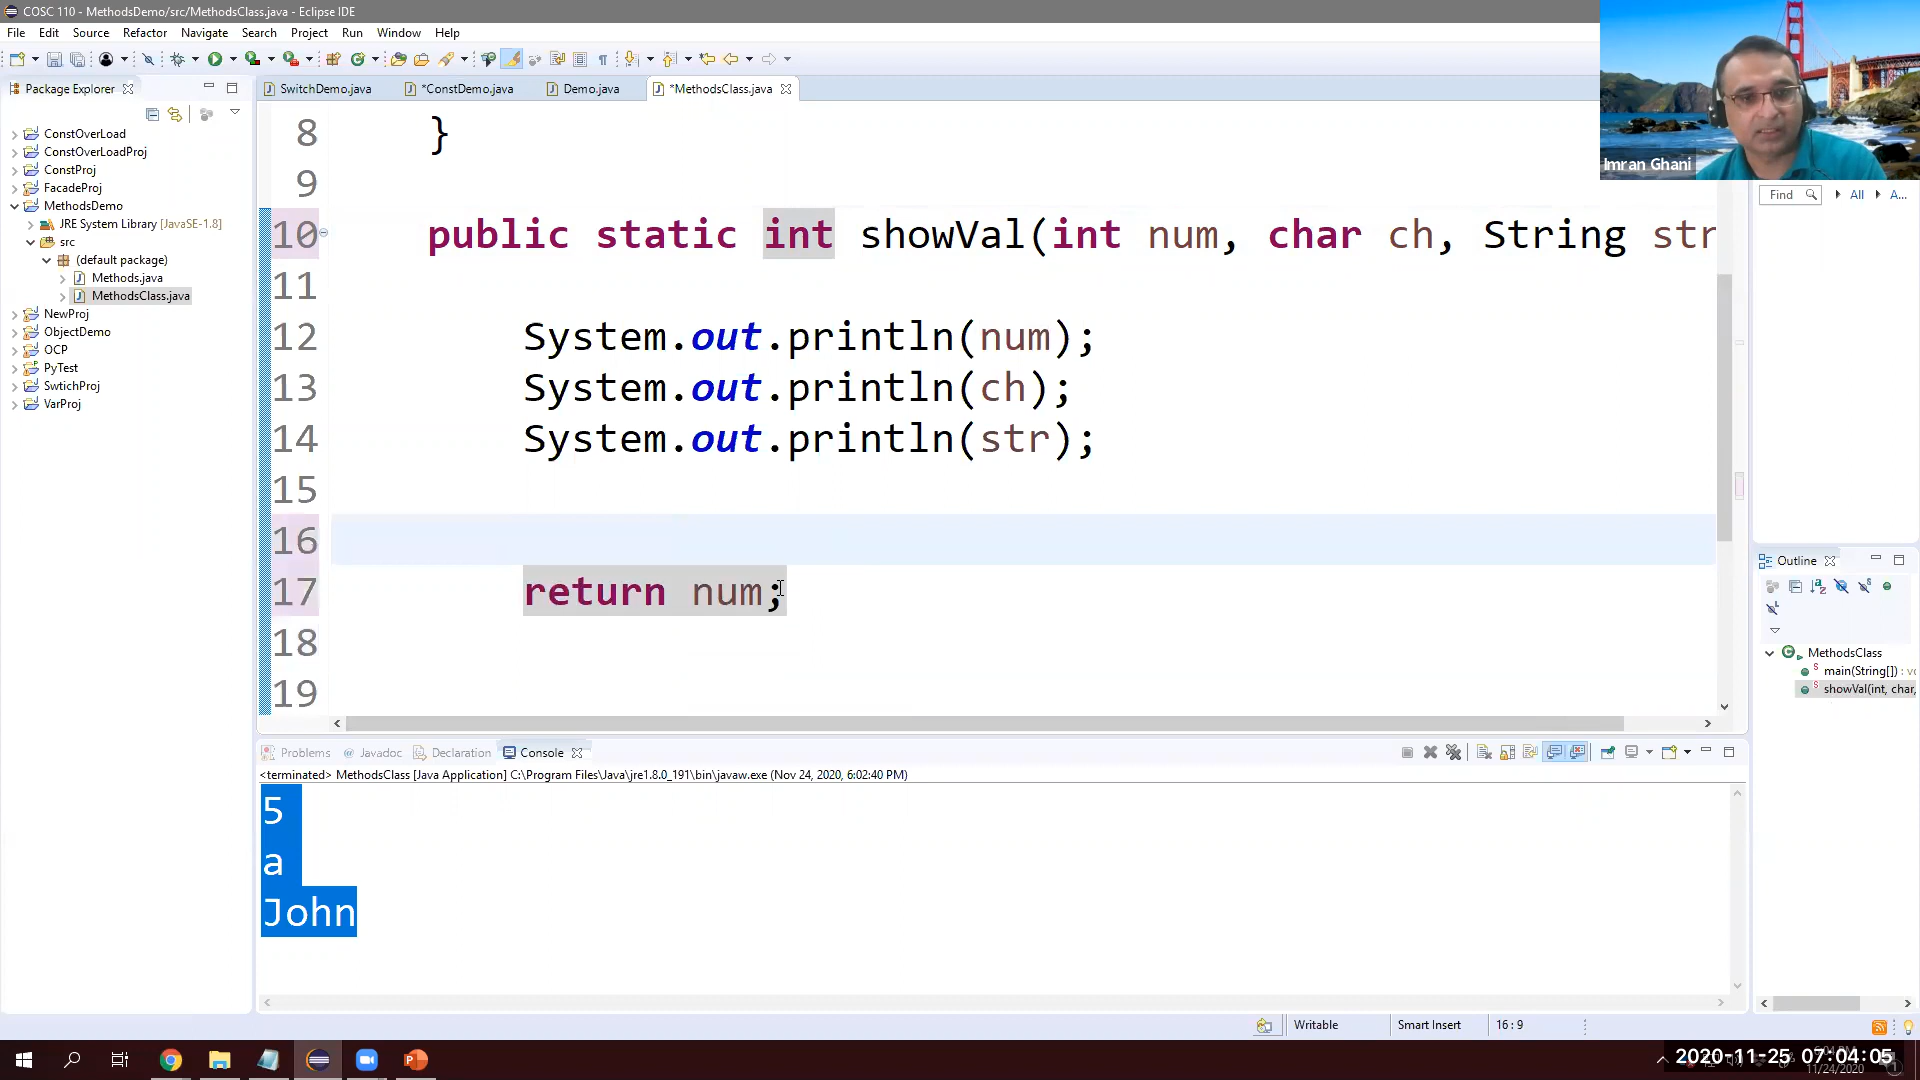 COSC 110 - MethodsDemo/src/MethodsClass.java - Eclipse IDE
File Edit Source Refactor Navigate Search Project Run Window Help
Package Explorer
SwitchDemo.java *ConstDemo.java Demo.java *MethodsClass.java
Imran Ghani
Find All A...
ConstOverLoad
ConstOverLoadProj
ConstProj
FacadeProj
MethodsDemo
JRE System Library [JavaSE-1.8]
src
(default package)
Methods.java
MethodsClass.java
NewProj
ObjectDemo
OCP
PyTest
SwtichProj
VarProj
8 }
9
10 public static int showVal(int num, char ch, String str
11
12 System.out.println(num);
13 System.out.println(ch);
14 System.out.println(str);
15
16
17 return num;
18
19
Outline
MethodsClass
main(String[]) : vo
showVal(int, char,
Problems Javadoc Declaration Console
<terminated> MethodsClass [Java Application] C:\Program Files\Java\jre1.8.0_191\bin\javaw.exe (Nov 24, 2020, 6:02:40 PM)
5
a
John
Writable Smart Insert 16 : 9
2020-11-25 07:04:05
11/24/2020